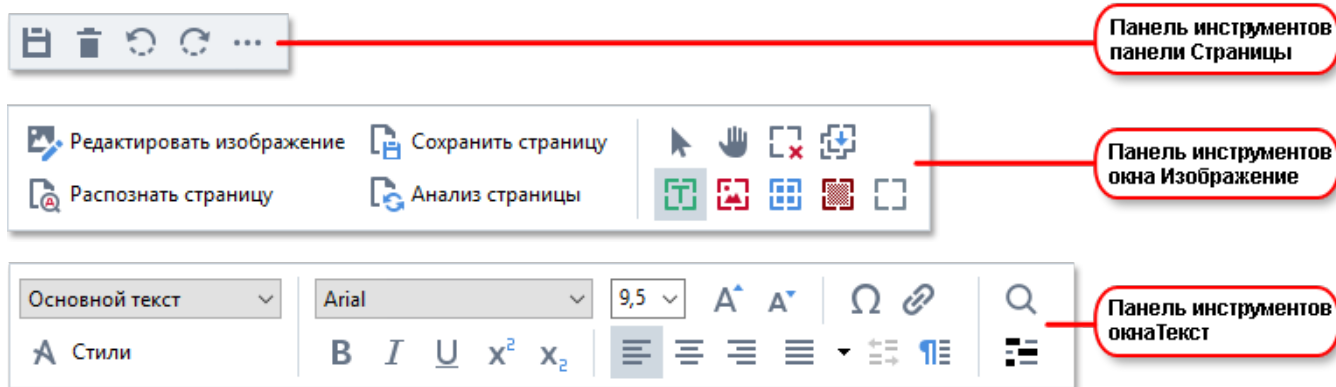 Панель инструментов
панели Страницы
Редактировать изображение
Сохранить страницу
Распознать страницу
Анализ страницы
Панель инструментов
окна Изображение
Основной текст
Arial
9,5
Стили
Панель инструментов
окнаТекст